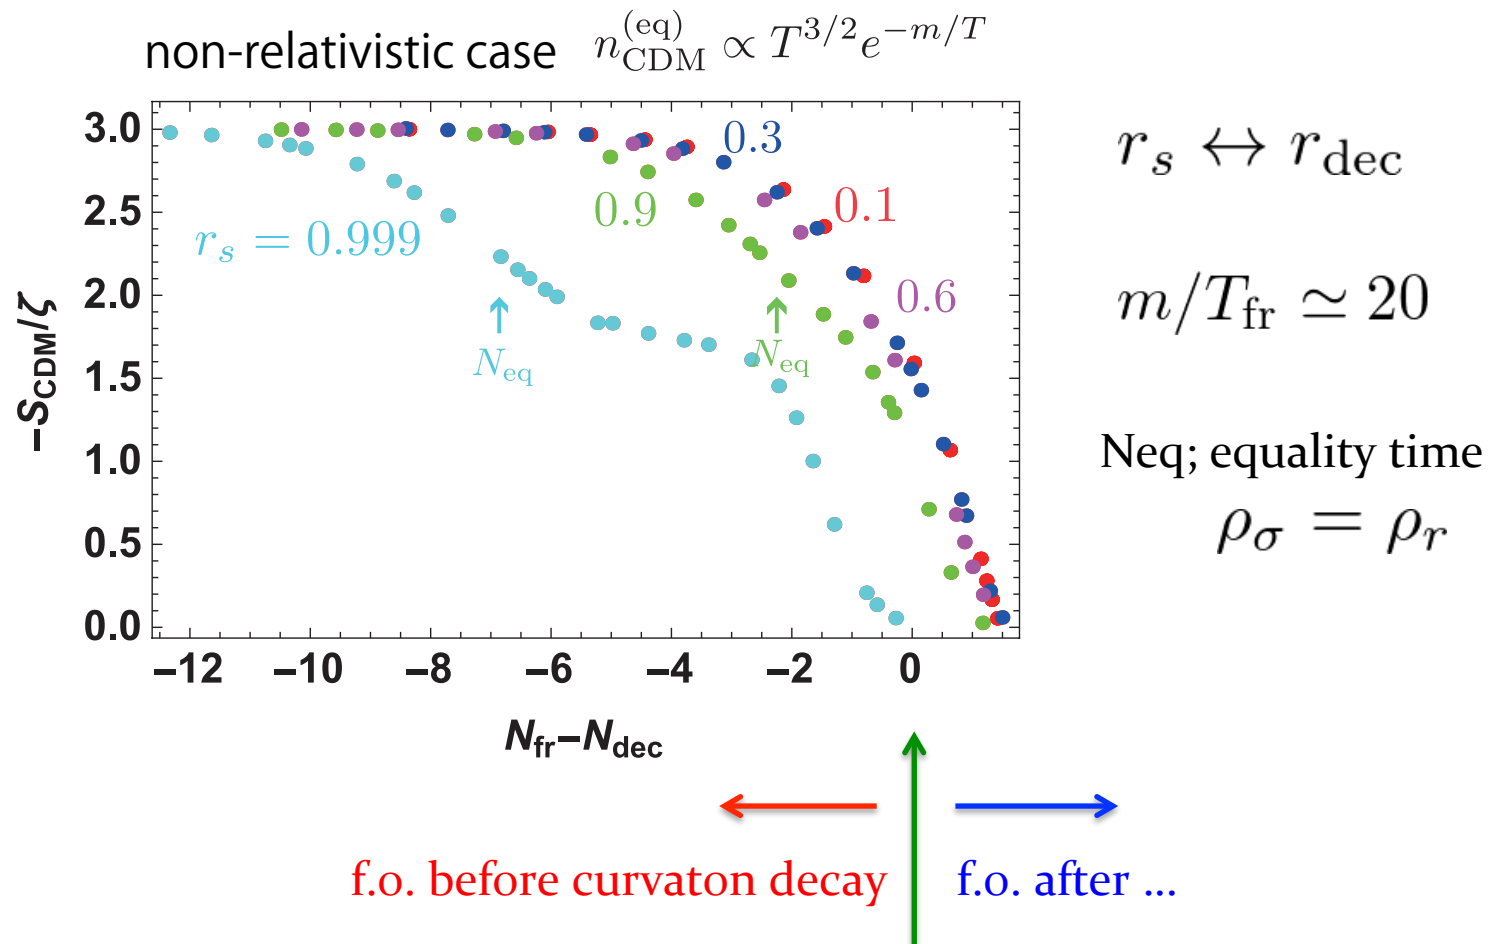 non-relativistic case n_CDM^(eq) ∝ T^{3/2} e^{−m/T}
3.0
2.5
2.0
1.5
1.0
0.5
0.0
−S_CDM/ζ
−12 −10 −8 −6 −4 −2 0
N_fr−N_dec
r_s = 0.999
0.9
0.3
0.1
0.6
N_eq
N_eq
r_s ↔ r_dec
m/T_fr ≃ 20
Neq; equality time
ρ_σ = ρ_r
f.o. before curvaton decay
f.o. after ...